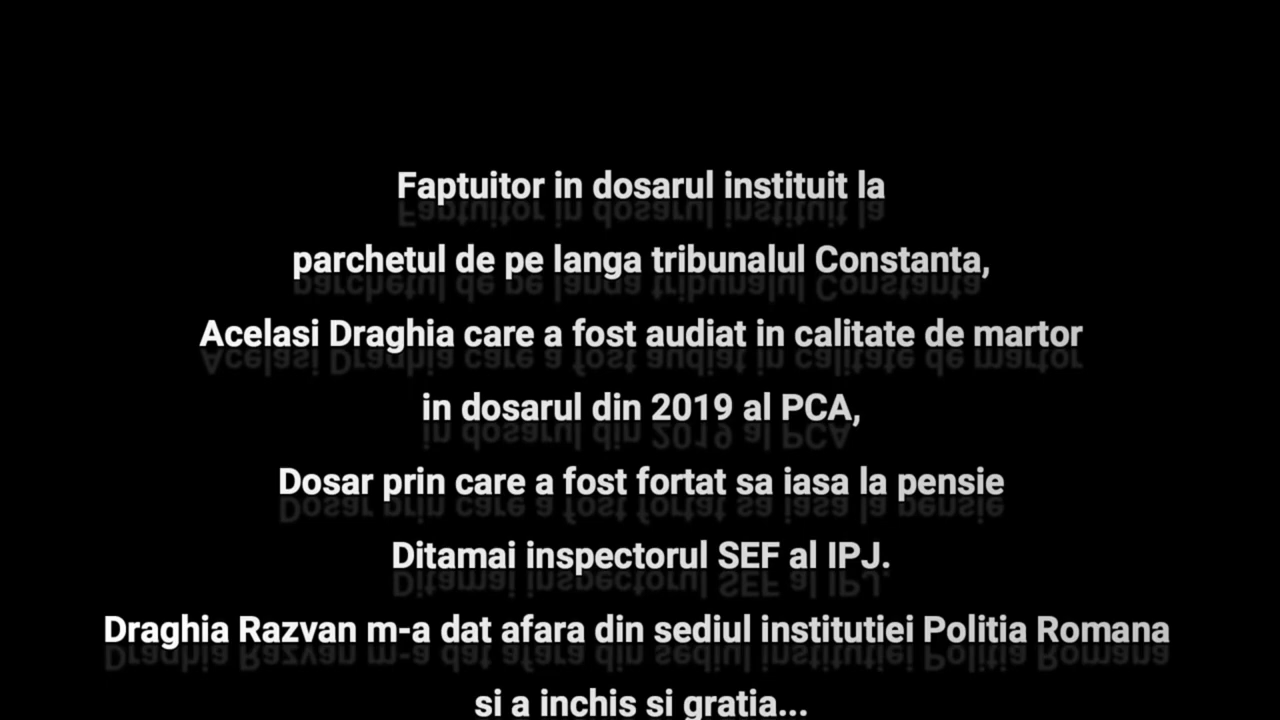 Faptuitor in dosarul instituit la
parchetul de pe langa tribunalul Constanta,
Acelasi Draghia care a fost audiat in calitate de martor
in dosarul din 2019 al PCA,
Dosar prin care a fost fortat sa iasa la pensie
Ditamai inspectorul SEF al IPJ.
Draghia Razvan m-a dat afara din sediul institutiei Politia Romana
si a inchis si gratia...